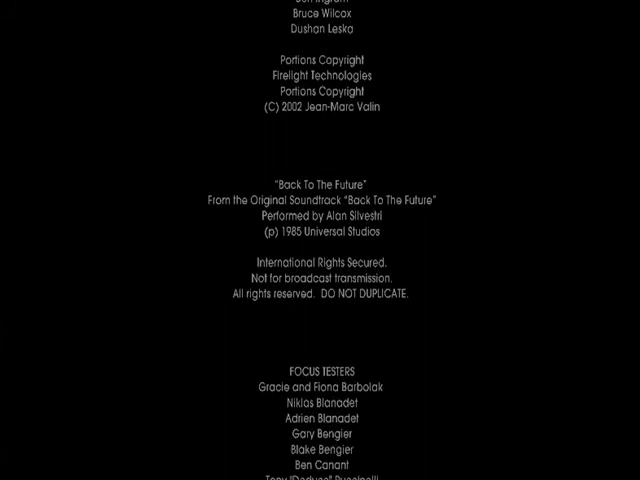 Bruce Wilcox
Dushan Leska
Portions Copyright
Firelight Technologies
Portions Copyright
(C) 2002 Jean-Marc Valin
"Back To The Future"
From the Original Soundtrack "Back To The Future"
Performed by Alan Silvestri
(p) 1985 Universal Studios
International Rights Secured.
Not for broadcast transmission.
All rights reserved.  DO NOT DUPLICATE.
FOCUS TESTERS
Gracie and Fiona Barbolak
Niklas Blanadet
Adrien Blanadet
Gary Bengier
Blake Bengier
Ben Canant